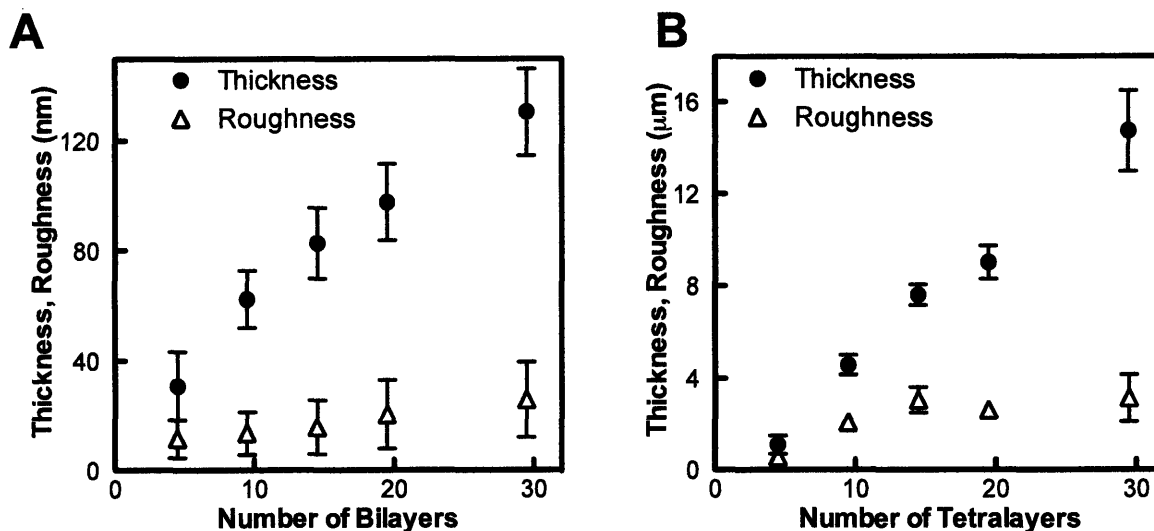 A
Thickness, Roughness (nm)
120
80
40
0
Thickness
Roughness
0 10 20 30
Number of Bilayers
B
Thickness, Roughness (μm)
16
12
8
4
0
Thickness
Roughness
0 10 20 30
Number of Tetralayers